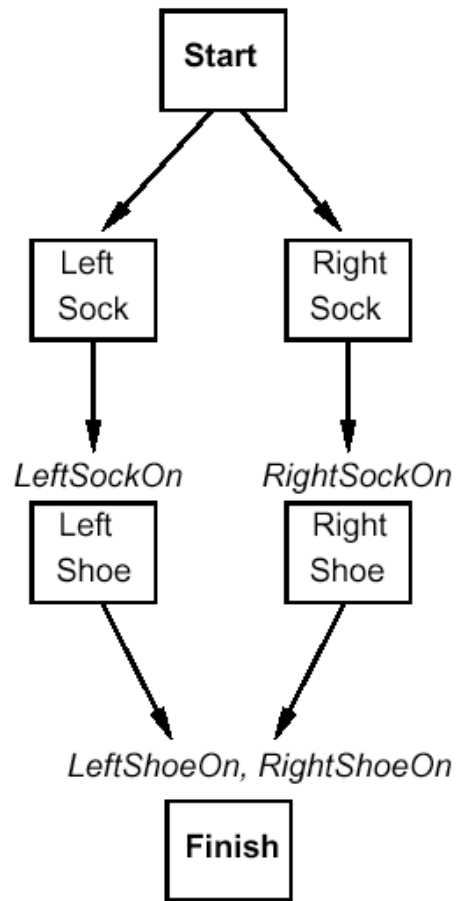 Start
Left
Sock
Right
Sock
LeftSockOn
RightSockOn
Left
Shoe
Right
Shoe
LeftShoeOn, RightShoeOn
Finish